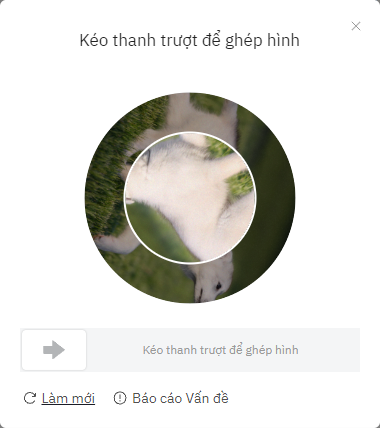 Kéo thanh trượt để ghép hình
Kéo thanh trượt để ghép hình
Làm mới
Báo cáo Vấn đề